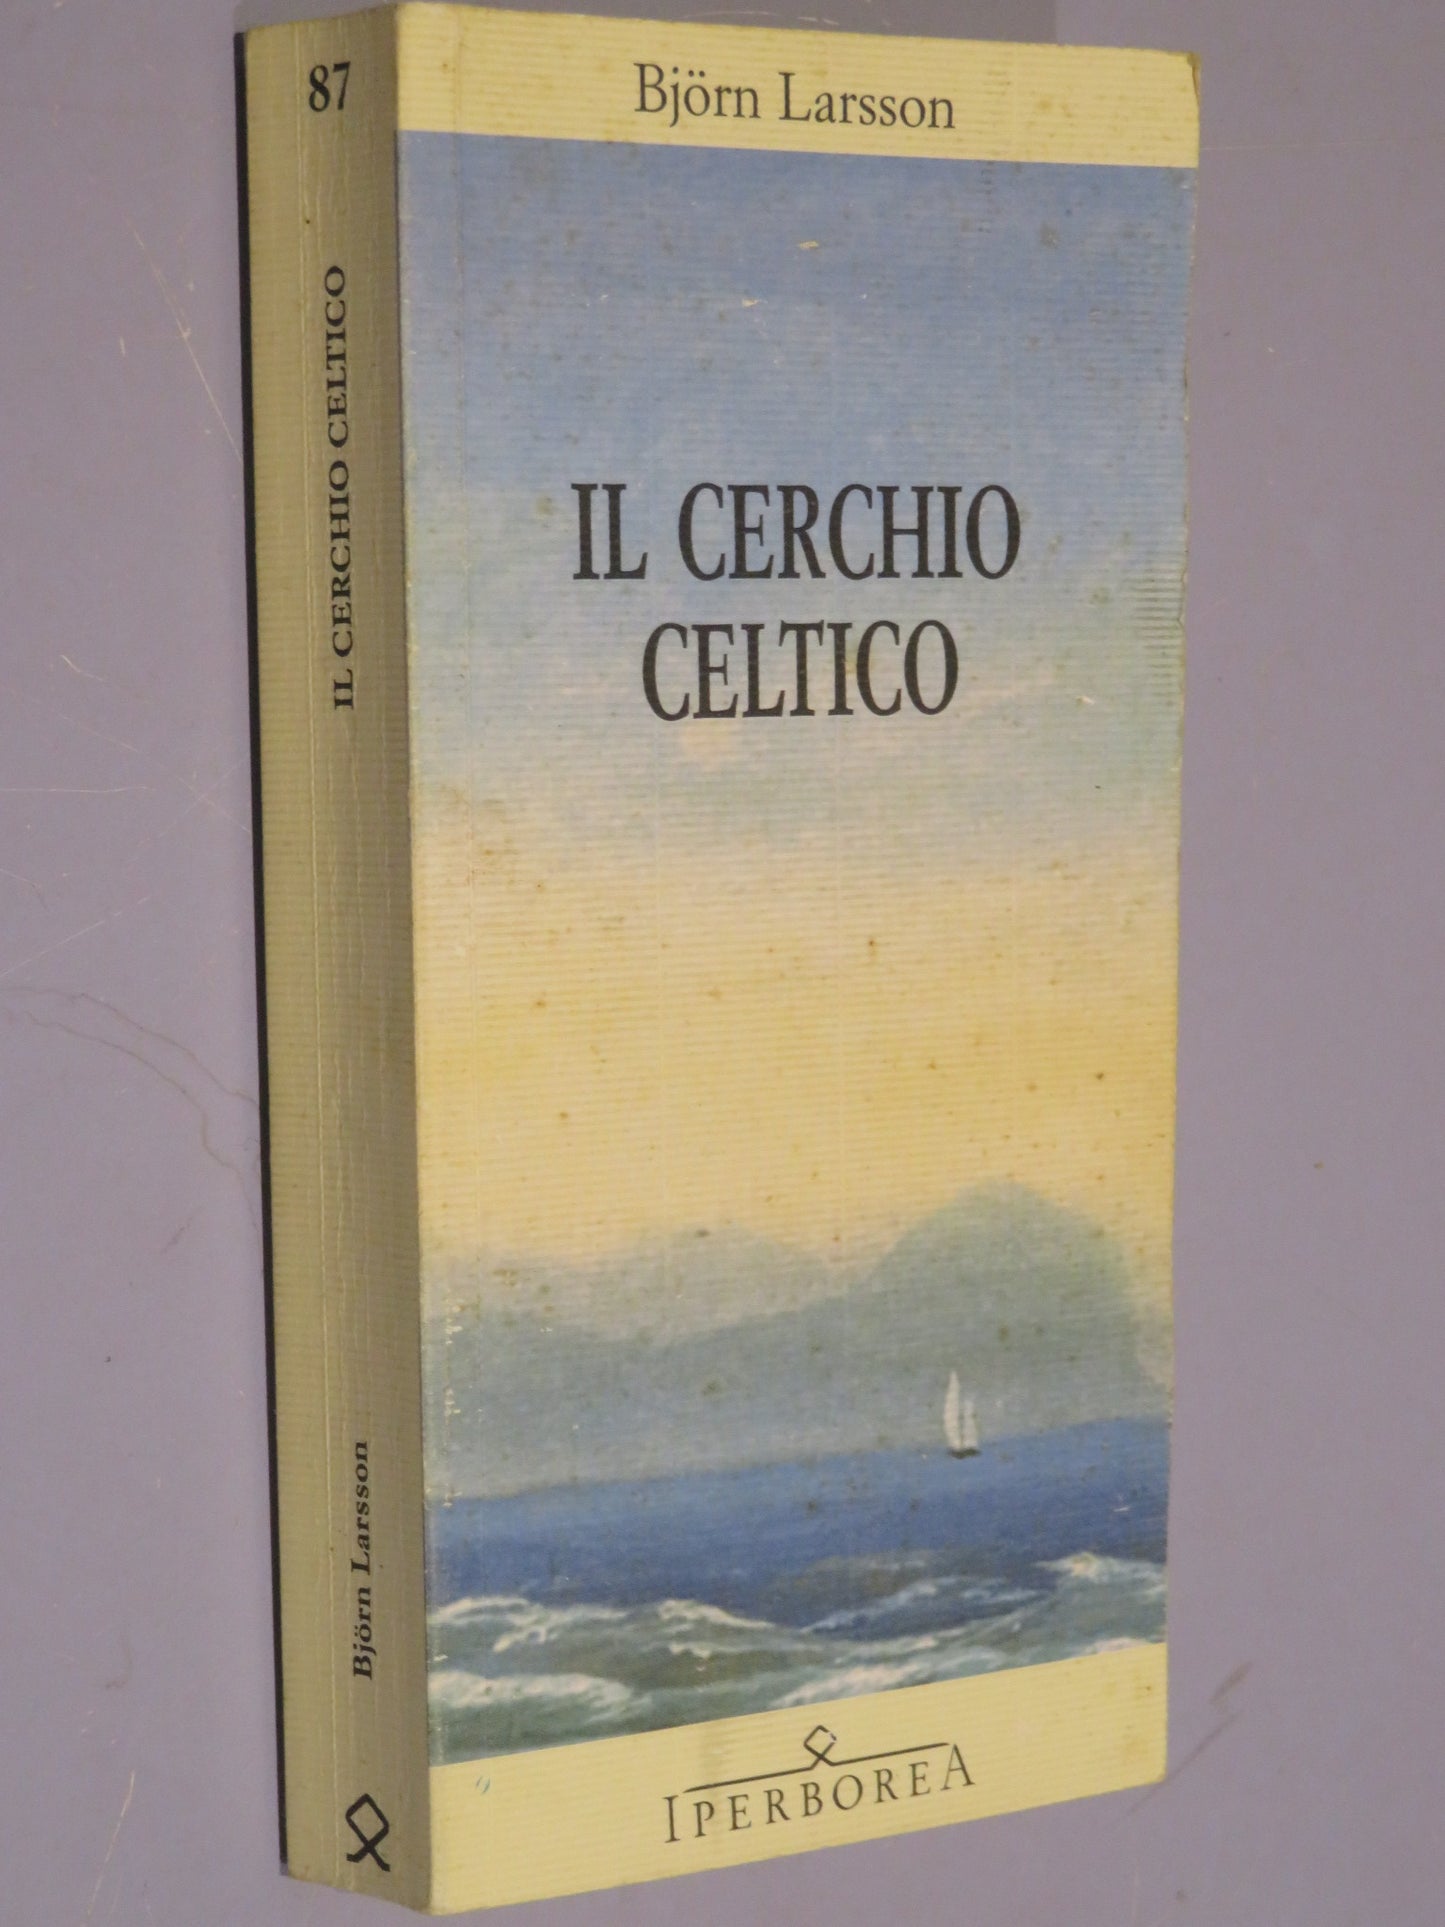 87
IL CERCHIO CELTICO
Björn Larsson
Björn Larsson
IL CERCHIO
CELTICO
IPERBOREA